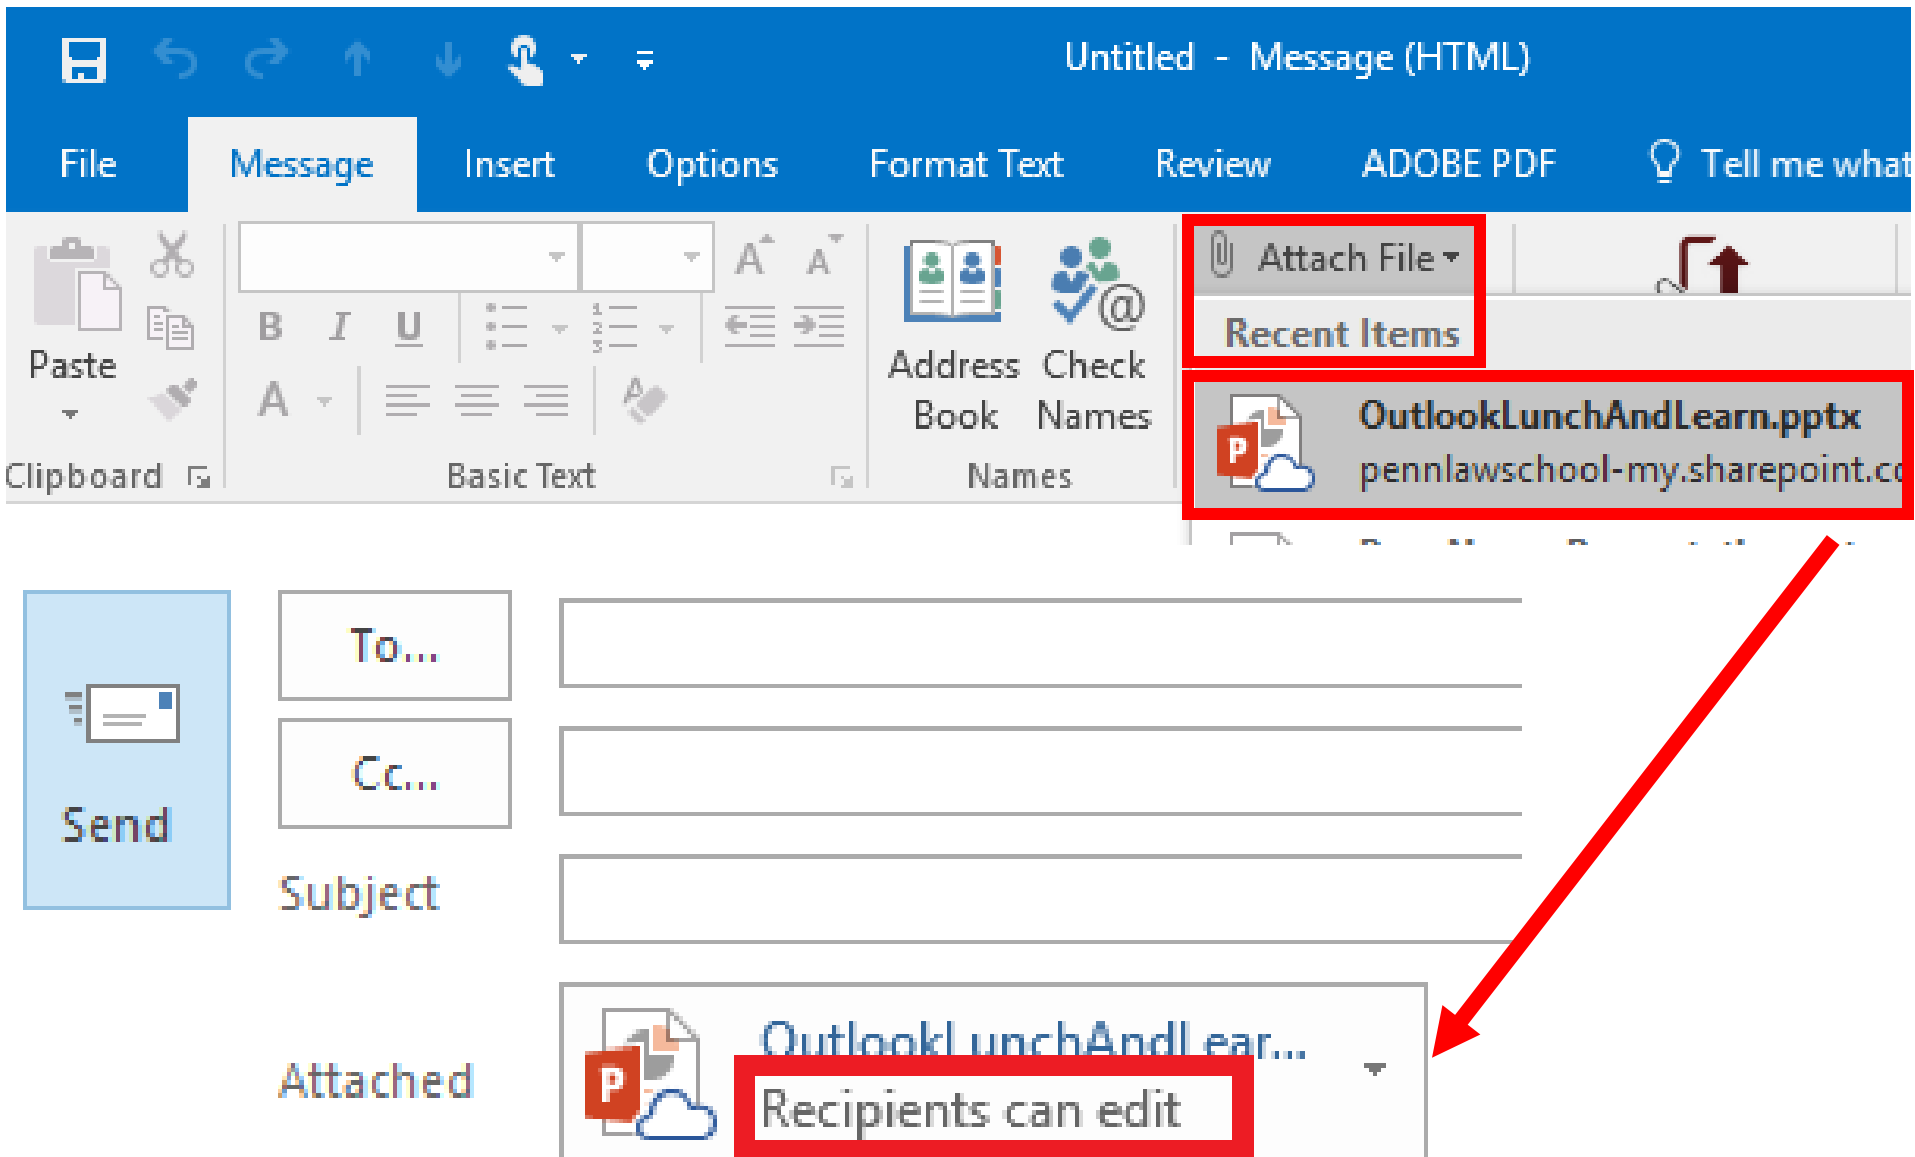 Untitled - Message (HTML)
File Message Insert Options Format Text Review ADOBE PDF Tell me what
Attach File
Recent Items
Paste
Address Book
Check Names
B I U
A
Clipboard
Basic Text
Names
OutlookLunchAndLearn.pptx
pennlawschool-my.sharepoint.co
To...
Cc...
Send
Subject
Attached
OutlookLunchAndLear...
Recipients can edit